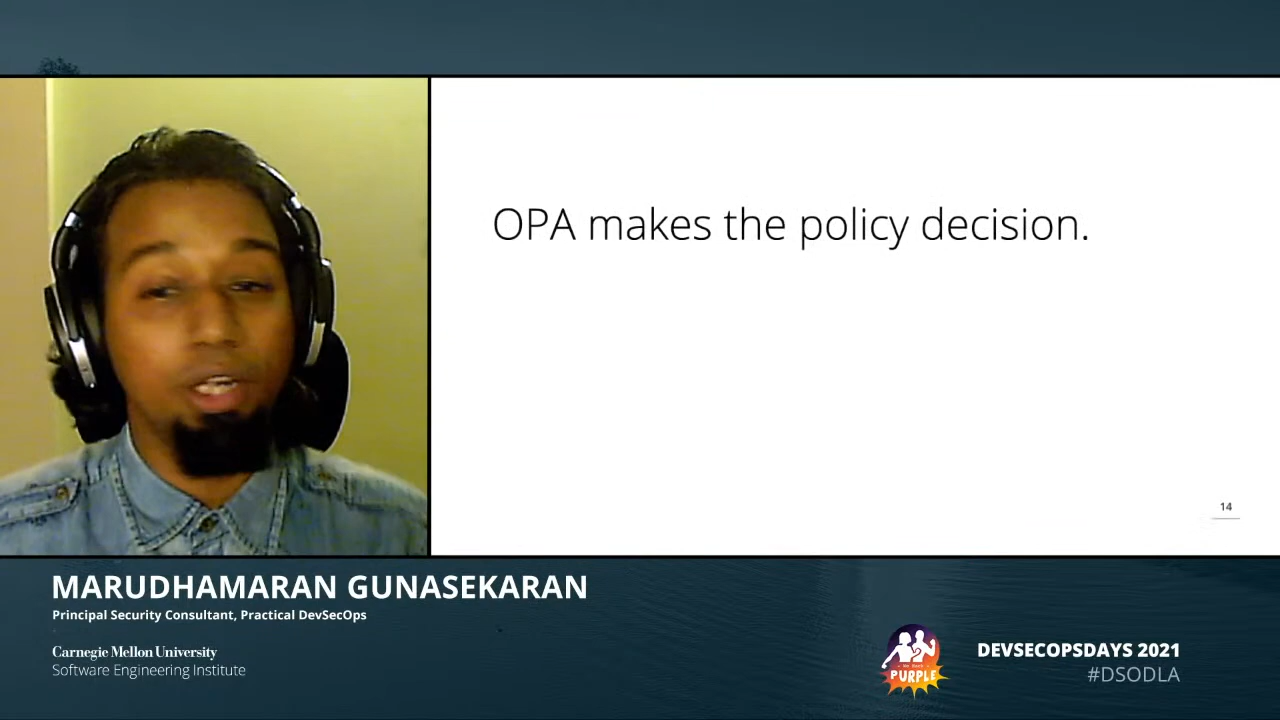 OPA makes the policy decision.
14
MARUDHAMARAN GUNASEKARAN
Principal Security Consultant, Practical DevSecOps
Carnegie Mellon University
Software Engineering Institute
PURPLE
DEVSECOPSDAYS 2021
#DSODLA